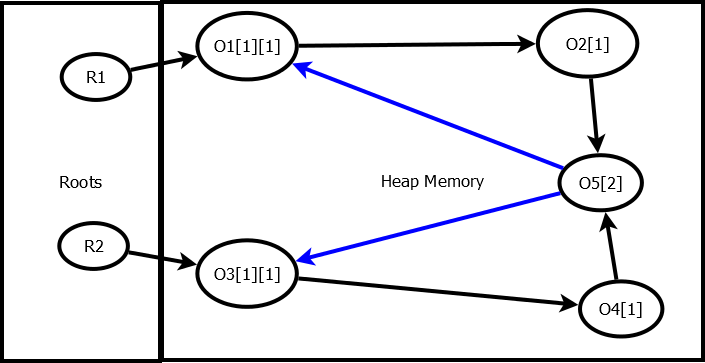 O1[1][1]
O2[1]
R1
Roots
Heap Memory
O5[2]
R2
O3[1][1]
O4[1]